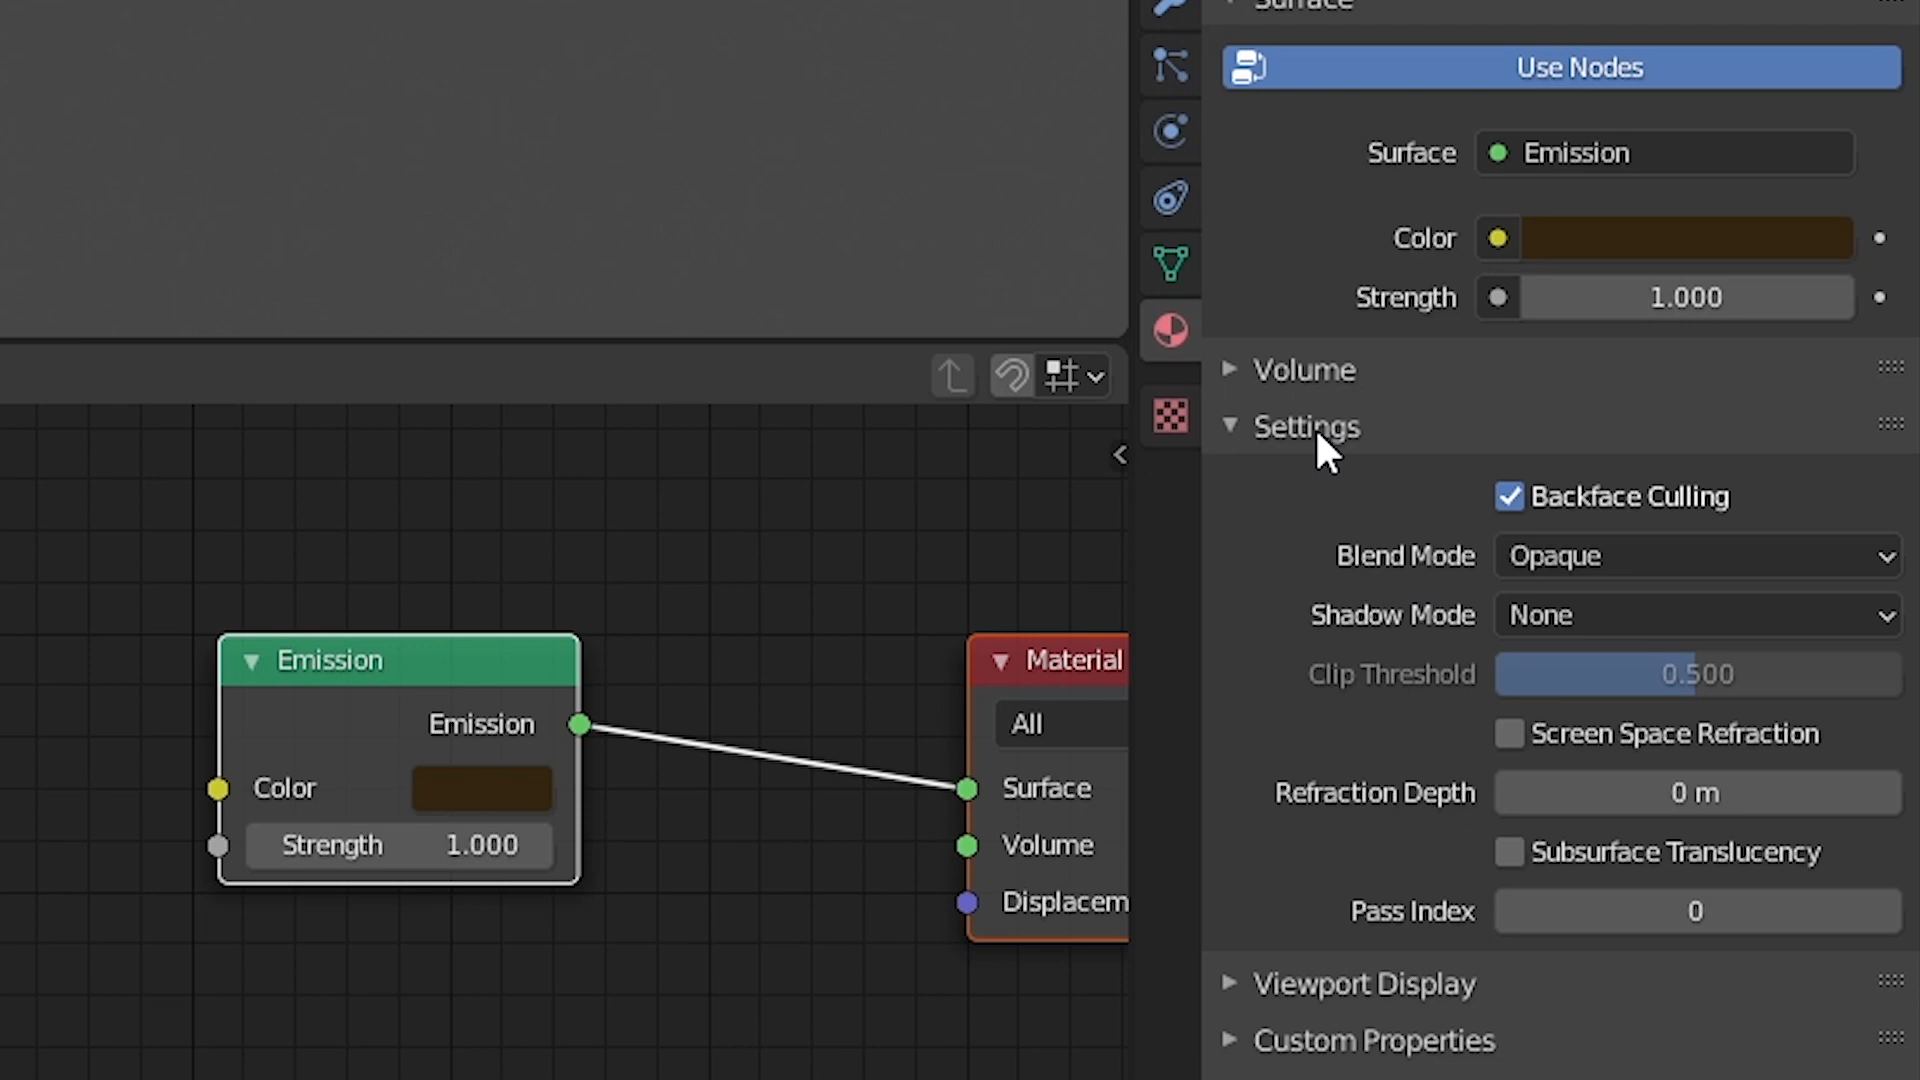 Surface
Use Nodes
Surface Emission
Color
Strength 1.000
Volume
Settings
Backface Culling
Blend Mode Opaque
Shadow Mode None
Clip Threshold 0.500
Screen Space Refraction
Refraction Depth 0 m
Subsurface Translucency
Pass Index 0
Viewport Display
Custom Properties
Emission
Emission
Color
Strength 1.000
Material
All
Surface
Volume
Displacem